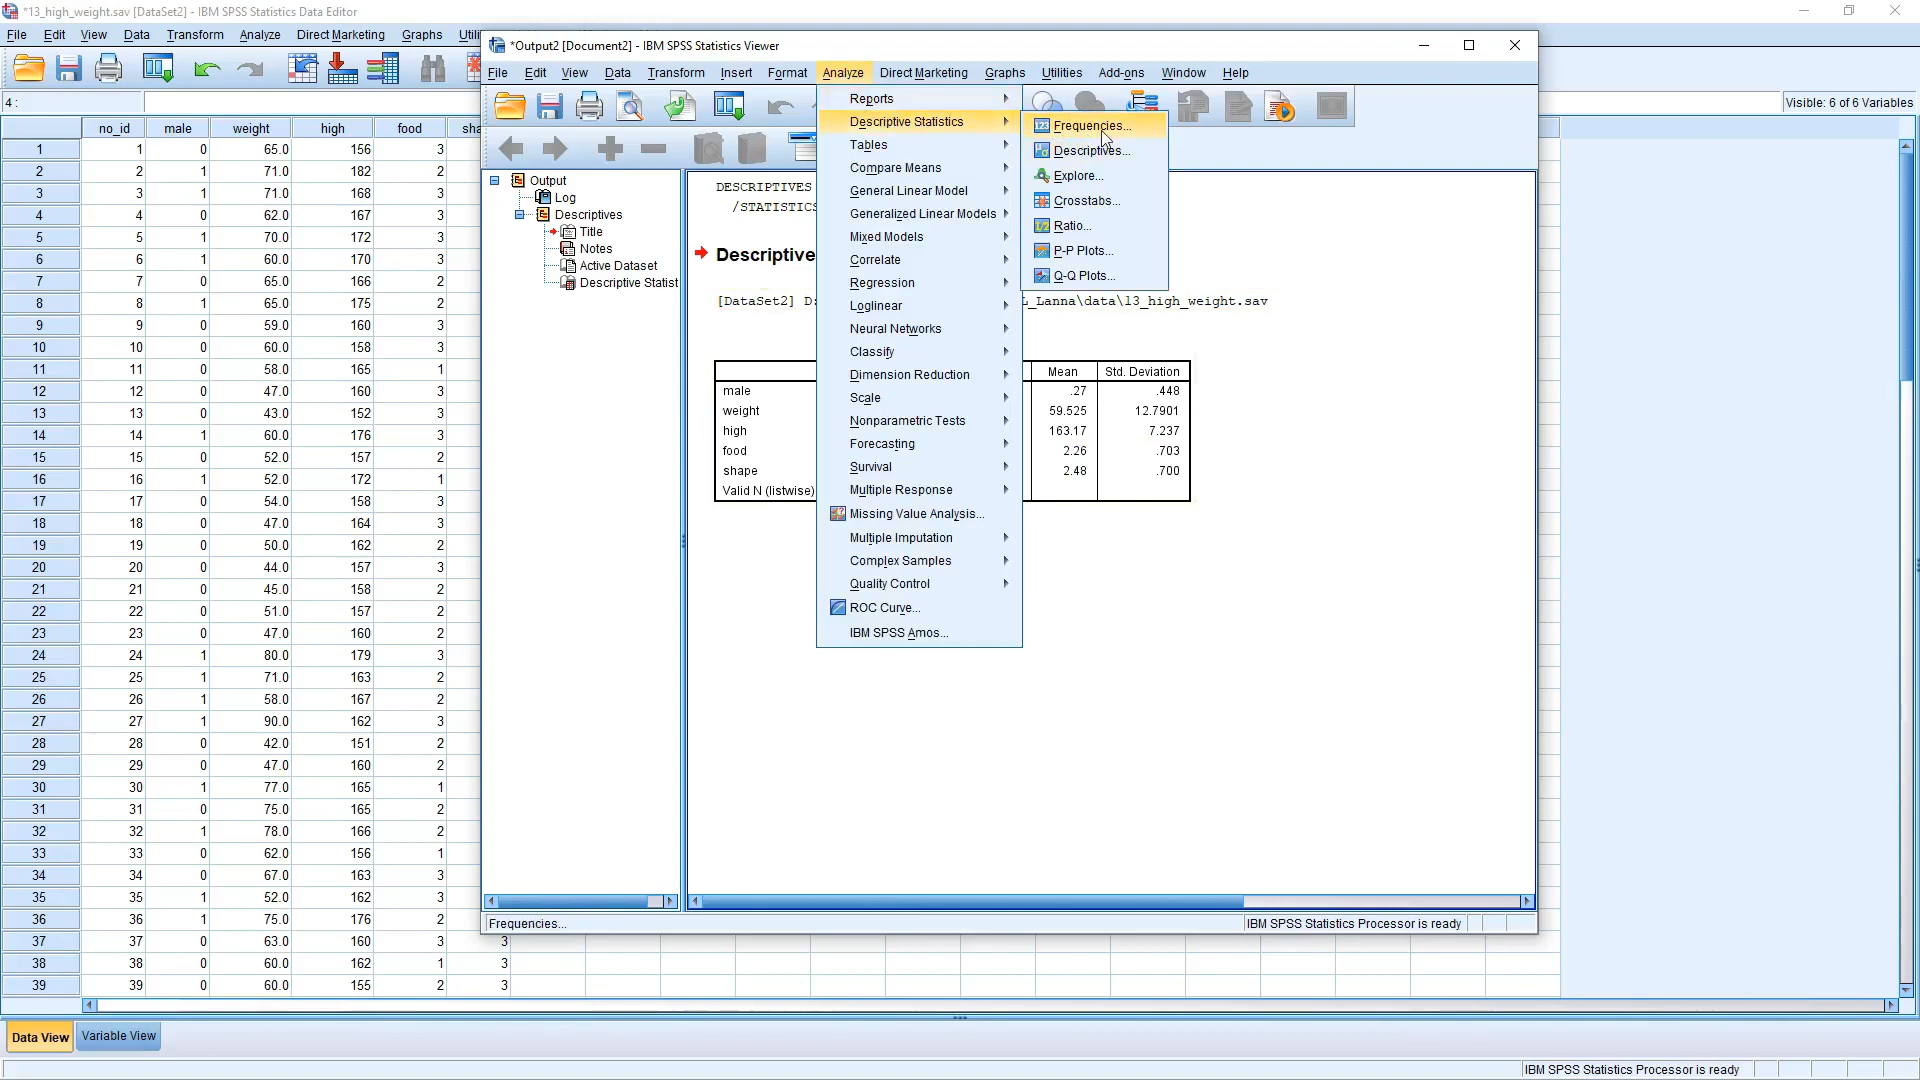 *13_high_weight.sav [DataSet2] - IBM SPSS Statistics Data Editor
File Edit View Data Transform Analyze Direct Marketing Graphs
4 :
Visible: 6 of 6 Variables
no_id male weight high food
1 1 0 65.0 156 3
2 2 1 71.0 182 2
3 3 1 71.0 168 3
4 4 0 62.0 167 3
5 5 1 70.0 172 3
6 6 1 60.0 170 3
7 7 0 65.0 166 2
8 8 1 65.0 175 2
9 9 0 59.0 160 3
10 10 0 60.0 158 3
11 11 0 58.0 165 1
12 12 0 47.0 160 3
13 13 0 43.0 152 3
14 14 1 60.0 176 3
15 15 0 52.0 157 2
16 16 1 52.0 172 1
17 17 0 54.0 158 3
18 18 0 47.0 164 3
19 19 0 50.0 162 2
20 20 0 44.0 157 3
21 21 0 45.0 158 2
22 22 0 51.0 157 2
23 23 0 47.0 160 2
24 24 1 80.0 179 3
25 25 1 71.0 163 2
26 26 1 58.0 167 2
27 27 1 90.0 162 3
28 28 0 42.0 151 2
29 29 0 47.0 160 2
30 30 1 77.0 165 1
31 31 0 75.0 165 2
32 32 1 78.0 166 2
33 33 0 62.0 156 1
34 34 0 67.0 163 3
35 35 1 52.0 162 3
36 36 1 75.0 176 2
37 37 0 63.0 160 3 3
38 38 0 60.0 162 1 3
39 39 0 60.0 155 2 3
Data View Variable View
IBM SPSS Statistics Processor is ready
*Output2 [Document2] - IBM SPSS Statistics Viewer
File Edit View Data Transform Insert Format Analyze Direct Marketing Graphs Utilities Add-ons Window Help
Output
Log
Descriptives
Title
Notes
Active Dataset
Descriptive Statist
DESCRIPTIVES
/STATISTICS
Descriptive
[DataSet2] D: L_Lanna\data\13_high_weight.sav
Mean Std. Deviation
male .27 .448
weight 59.525 12.7901
high 163.17 7.237
food 2.26 .703
shape 2.48 .700
Valid N (listwise)
Reports
Descriptive Statistics
Tables
Compare Means
General Linear Model
Generalized Linear Models
Mixed Models
Correlate
Regression
Loglinear
Neural Networks
Classify
Dimension Reduction
Scale
Nonparametric Tests
Forecasting
Survival
Multiple Response
Missing Value Analysis...
Multiple Imputation
Complex Samples
Quality Control
ROC Curve...
IBM SPSS Amos...
Frequencies...
Descriptives...
Explore...
Crosstabs...
Ratio...
P-P Plots...
Q-Q Plots...
Frequencies...
IBM SPSS Statistics Processor is ready